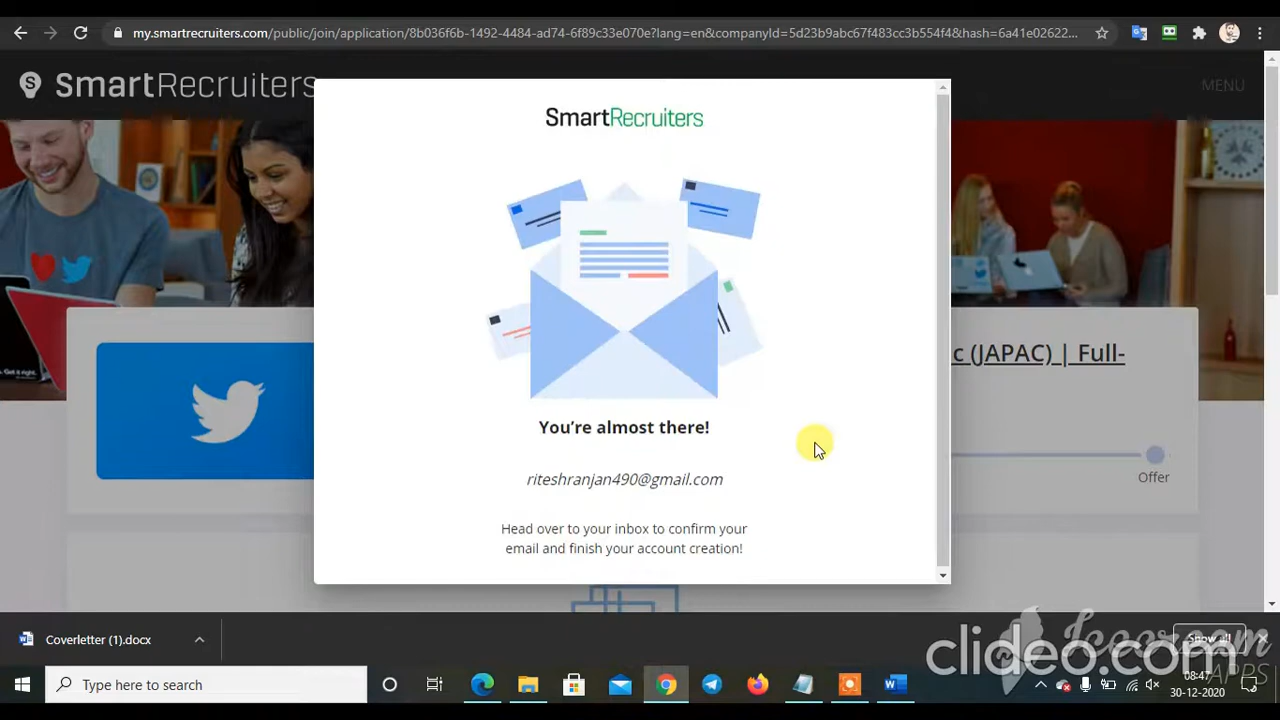 my.smartrecruiters.com/public/join/application/8b036f6b-1492-4484-ad74-6f89c33e070e?lang=en&companyId=5d23b9abc67f483cc3b554f4&hash=6a41e02622...
SmartRecruiters
MENU
SmartRecruiters
c (JAPAC) | Full-
You're almost there!
riteshranjan490@gmail.com
Offer
Head over to your inbox to confirm your
email and finish your account creation!
Coverletter (1).docx
Show all
Icecream
APPS
clideo.com
Type here to search
08:47
30-12-2020